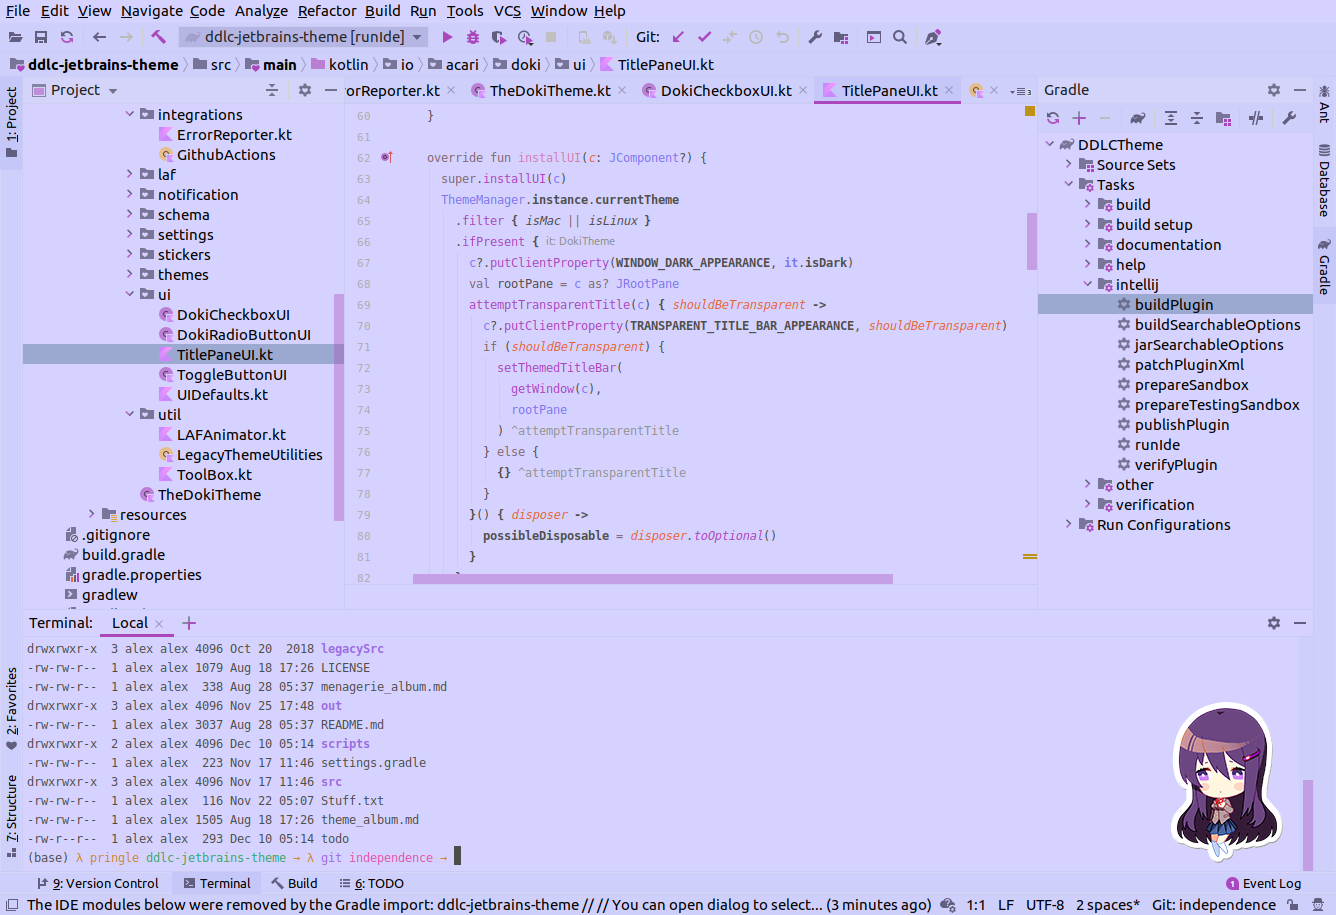 File Edit View Navigate Code Analyze Refactor Build Run Tools VCS Window Help
ddlc-jetbrains-theme [runIde] Git:
ddlc-jetbrains-theme src main kotlin io acari doki ui TitlePaneUI.kt
1: Project
Project
integrations
ErrorReporter.kt
GithubActions
laf
notification
schema
settings
stickers
themes
ui
DokiCheckboxUI
DokiRadioButtonUI
TitlePaneUI.kt
ToggleButtonUI
UIDefaults.kt
util
LAFAnimator.kt
LegacyThemeUtilities
ToolBox.kt
TheDokiTheme
resources
.gitignore
build.gradle
gradle.properties
gradlew
orReporter.kt TheDokiTheme.kt DokiCheckboxUI.kt TitlePaneUI.kt 3
60 }
61
62 override fun installUI(c: JComponent?) {
63 super.installUI(c)
64 ThemeManager.instance.currentTheme
65 .filter { isMac || isLinux }
66 .ifPresent { it: DokiTheme
67 c?.putClientProperty(WINDOW_DARK_APPEARANCE, it.isDark)
68 val rootPane = c as? JRootPane
69 attemptTransparentTitle(c) { shouldBeTransparent ->
70 c?.putClientProperty(TRANSPARENT_TITLE_BAR_APPEARANCE, shouldBeTransparent)
71 if (shouldBeTransparent) {
72 setThemedTitleBar(
73 getWindow(c),
74 rootPane
75 ) ^attemptTransparentTitle
76 } else {
77 {} ^attemptTransparentTitle
78 }
79 }() { disposer ->
80 possibleDisposable = disposer.toOptional()
81 }
82
Gradle
DDLCTheme
Source Sets
Tasks
build
build setup
documentation
help
intellij
buildPlugin
buildSearchableOptions
jarSearchableOptions
patchPluginXml
prepareSandbox
prepareTestingSandbox
publishPlugin
runIde
verifyPlugin
other
verification
Run Configurations
Ant
Database
Gradle
2: Favorites
7: Structure
Terminal: Local
drwxrwxr-x 3 alex alex 4096 Oct 20 2018 legacySrc
-rw-rw-r-- 1 alex alex 1079 Aug 18 17:26 LICENSE
-rw-rw-r-- 1 alex alex 338 Aug 28 05:37 menagerie_album.md
drwxrwxr-x 3 alex alex 4096 Nov 25 17:48 out
-rw-rw-r-- 1 alex alex 3037 Aug 28 05:37 README.md
drwxrwxr-x 2 alex alex 4096 Dec 10 05:14 scripts
-rw-rw-r-- 1 alex alex 223 Nov 17 11:46 settings.gradle
drwxrwxr-x 3 alex alex 4096 Nov 17 11:46 src
-rw-rw-r-- 1 alex alex 116 Nov 22 05:07 Stuff.txt
-rw-rw-r-- 1 alex alex 1505 Aug 18 17:26 theme_album.md
-rw-r--r-- 1 alex alex 293 Dec 10 05:14 todo
(base) λ pringle ddlc-jetbrains-theme → λ git independence →
9: Version Control Terminal Build 6: TODO 1 Event Log
The IDE modules below were removed by the Gradle import: ddlc-jetbrains-theme // // You can open dialog to select... (3 minutes ago) 1:1 LF UTF-8 2 spaces* Git: independence